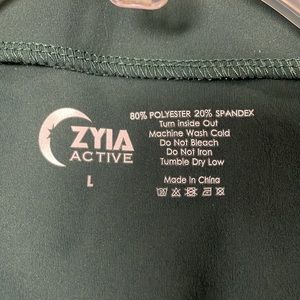 ZYIA
ACTIVE
L
80% POLYESTER 20% SPANDEX
Turn inside Out
Machine Wash Cold
Do Not Bleach
Do Not Iron
Tumble Dry Low
Made in China